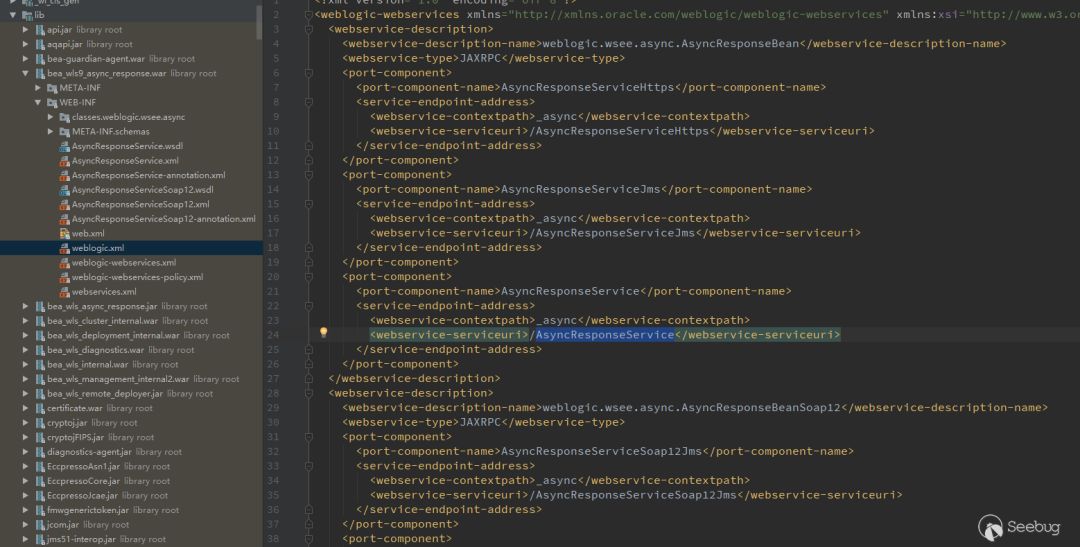 _wl_cls_gen
lib
api.jar library root
aqapi.jar library root
bea-guardian-agent.war library root
bea_wls9_async_response.war library root
META-INF
WEB-INF
classes.weblogic.wsee.async
META-INF.schemas
AsyncResponseService.wsdl
AsyncResponseService.xml
AsyncResponseService-annotation.xml
AsyncResponseServiceSoap12.wsdl
AsyncResponseServiceSoap12.xml
AsyncResponseServiceSoap12-annotation.xml
web.xml
weblogic.xml
weblogic-webservices.xml
weblogic-webservices-policy.xml
webservices.xml
bea_wls_async_response.jar library root
bea_wls_cluster_internal.war library root
bea_wls_deployment_internal.war library root
bea_wls_diagnostics.war library root
bea_wls_internal.war library root
bea_wls_management_internal2.war library root
bea_wls_remote_deployer.jar library root
certificate.war library root
cryptoj.jar library root
cryptojFIPS.jar library root
diagnostics-agent.war library root
EccpressoAsn1.jar library root
EccpressoCore.jar library root
EccpressoJcae.jar library root
fmwgenerictoken.jar library root
jcom.jar library root
jms51-interop.jar library root
1 <?xml version="1.0" encoding="utf-8"?>
2 <weblogic-webservices xmlns="http://xmlns.oracle.com/weblogic/weblogic-webservices" xmlns:xsi="http://www.w3.or
3 <webservice-description>
4 <webservice-description-name>weblogic.wsee.async.AsyncResponseBean</webservice-description-name>
5 <webservice-type>JAXRPC</webservice-type>
6 <port-component>
7 <port-component-name>AsyncResponseServiceHttps</port-component-name>
8 <service-endpoint-address>
9 <webservice-contextpath>_async</webservice-contextpath>
10 <webservice-serviceuri>/AsyncResponseServiceHttps</webservice-serviceuri>
11 </service-endpoint-address>
12 </port-component>
13 <port-component>
14 <port-component-name>AsyncResponseServiceJms</port-component-name>
15 <service-endpoint-address>
16 <webservice-contextpath>_async</webservice-contextpath>
17 <webservice-serviceuri>/AsyncResponseServiceJms</webservice-serviceuri>
18 </service-endpoint-address>
19 </port-component>
20 <port-component>
21 <port-component-name>AsyncResponseService</port-component-name>
22 <service-endpoint-address>
23 <webservice-contextpath>_async</webservice-contextpath>
24 <webservice-serviceuri>/AsyncResponseService</webservice-serviceuri>
25 </service-endpoint-address>
26 </port-component>
27 </webservice-description>
28 <webservice-description>
29 <webservice-description-name>weblogic.wsee.async.AsyncResponseBeanSoap12</webservice-description-name>
30 <webservice-type>JAXRPC</webservice-type>
31 <port-component>
32 <port-component-name>AsyncResponseServiceSoap12Jms</port-component-name>
33 <service-endpoint-address>
34 <webservice-contextpath>_async</webservice-contextpath>
35 <webservice-serviceuri>/AsyncResponseServiceSoap12Jms</webservice-serviceuri>
36 </service-endpoint-address>
37 </port-component>
38 <port-component>
Seebug